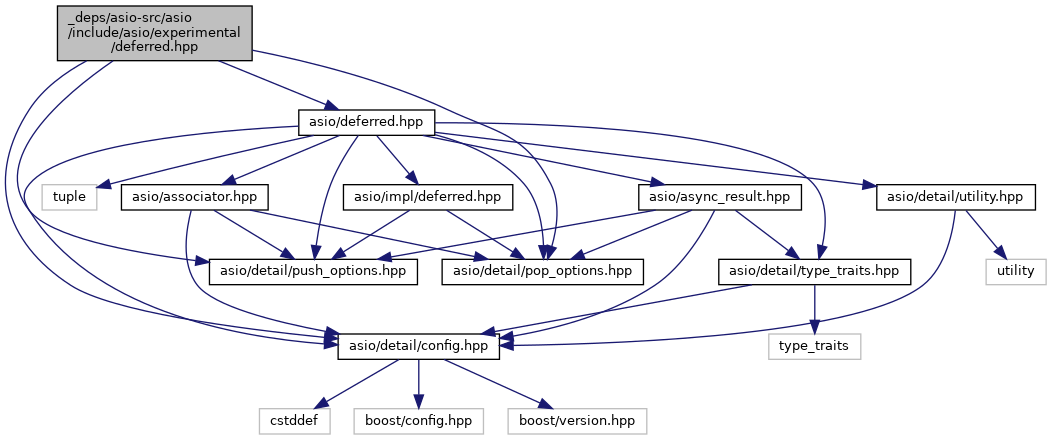 _deps/asio-src/asio
/include/asio/experimental
/deferred.hpp
asio/deferred.hpp
tuple
asio/associator.hpp
asio/impl/deferred.hpp
asio/async_result.hpp
asio/detail/utility.hpp
asio/detail/push_options.hpp
asio/detail/pop_options.hpp
asio/detail/type_traits.hpp
utility
asio/detail/config.hpp
type_traits
cstddef
boost/config.hpp
boost/version.hpp